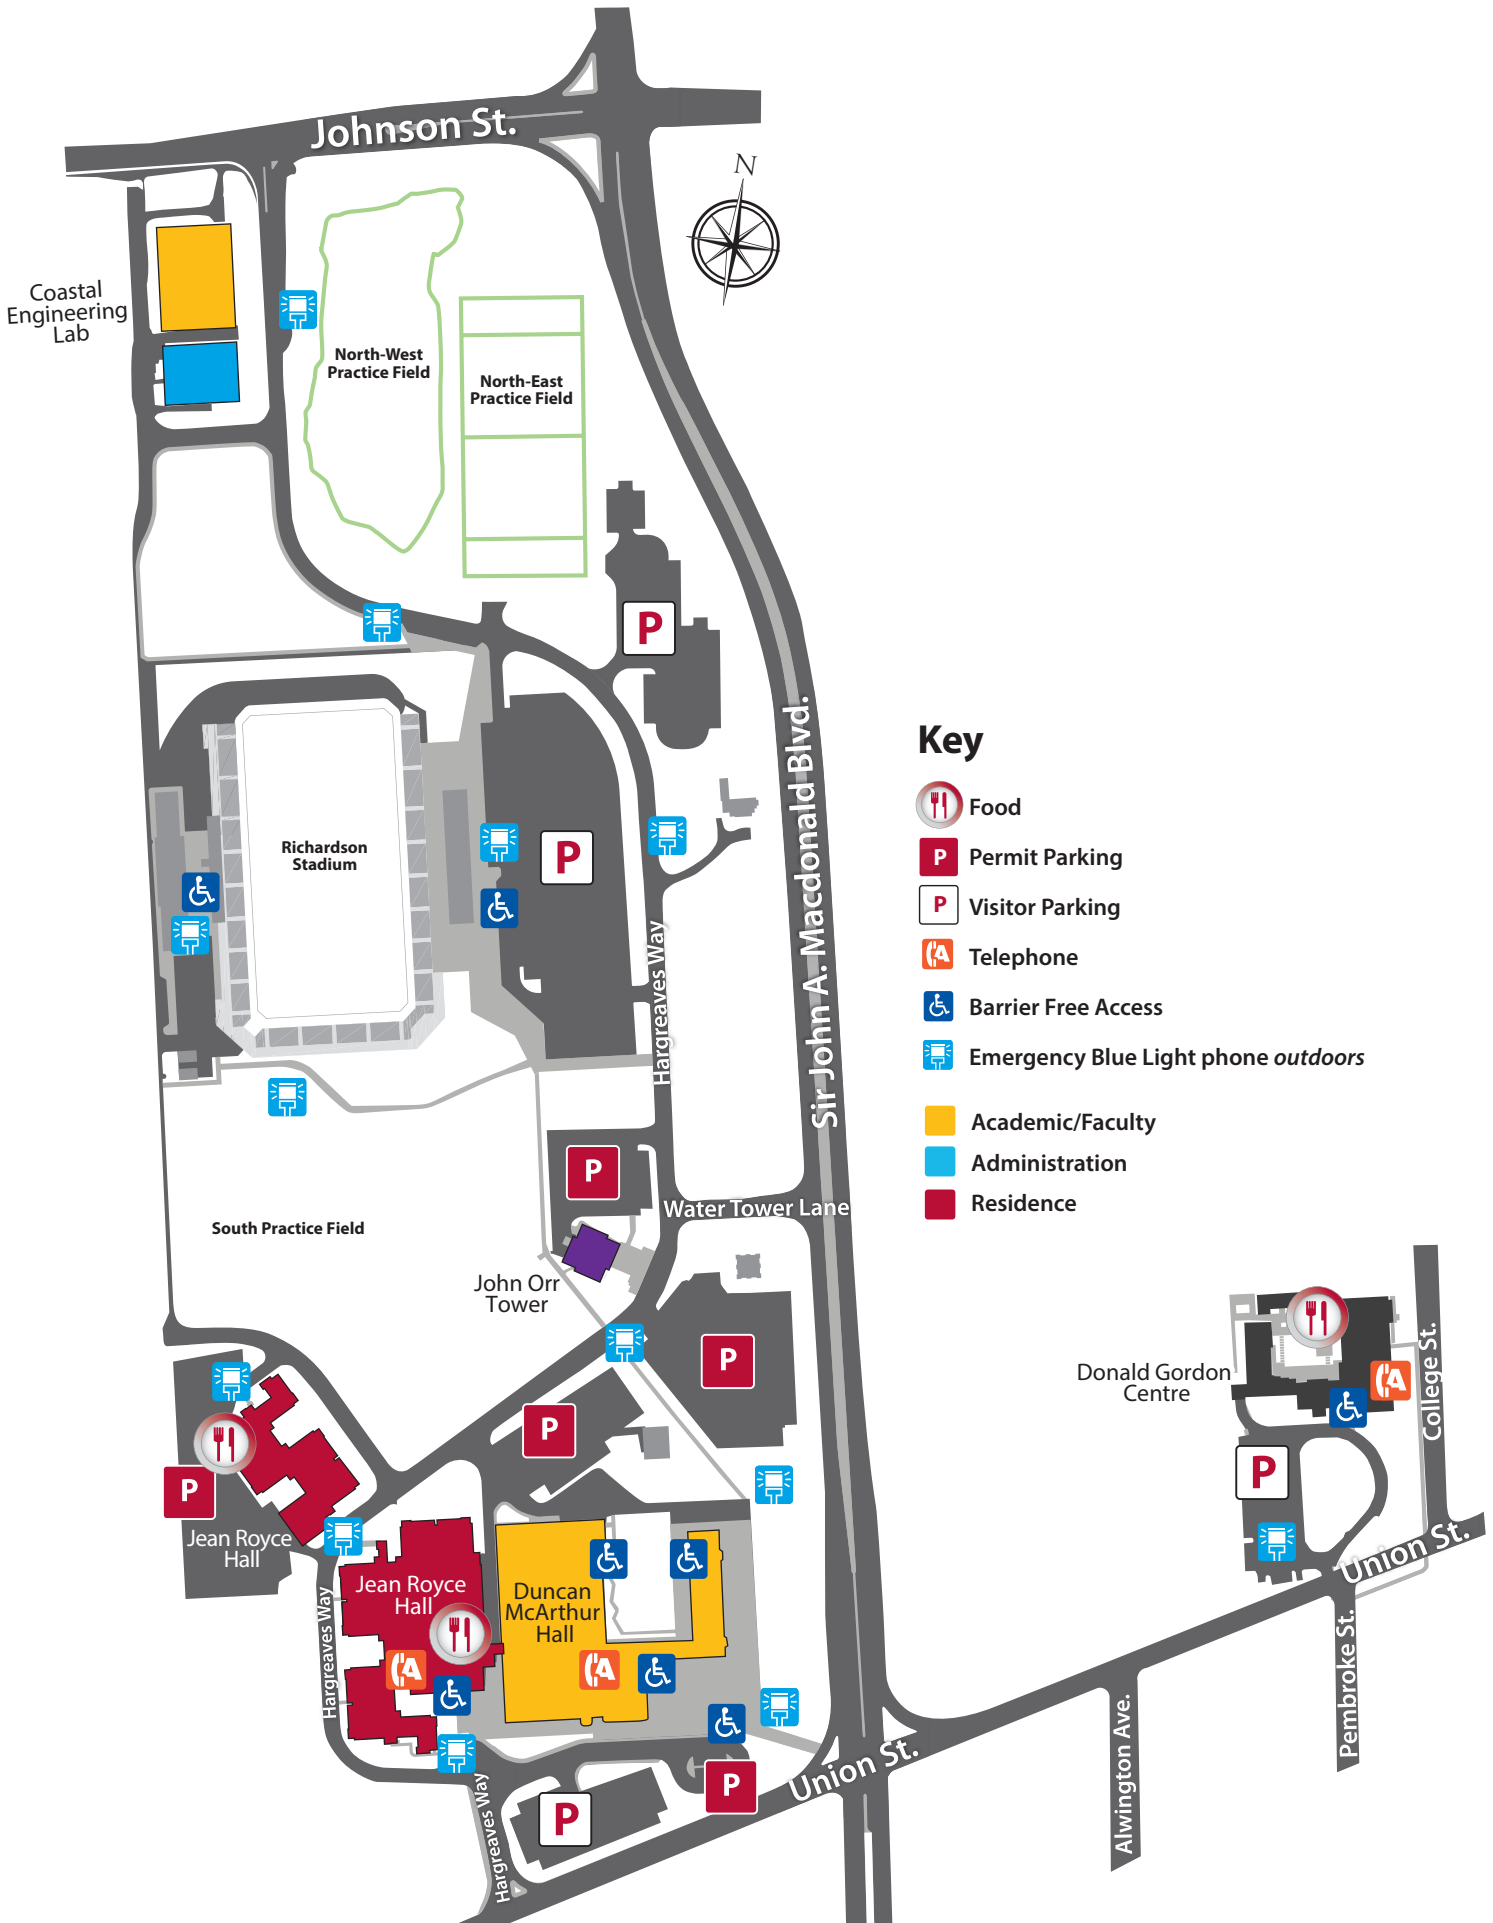 Johnson St.
N
Coastal
Engineering
Lab
North-West
Practice Field
North-East
Practice Field
P
Sir John A. Macdonald Blvd.
Richardson
Stadium
P
Hargreaves Way
Key
Food
P
Permit Parking
P
Visitor Parking
A
Telephone
Barrier Free Access
Emergency Blue Light phone outdoors
Academic/Faculty
Administration
Residence
P
Water Tower Lane
South Practice Field
John Orr
Tower
P
P
P
Jean Royce
Hall
Jean Royce
Hall
A
Hargreaves Way
Duncan
McArthur
Hall
A
P
P
Hargreaves Way
Union St.
Donald Gordon
Centre
A
College St.
P
Union St.
Pembroke St.
Alwington Ave.